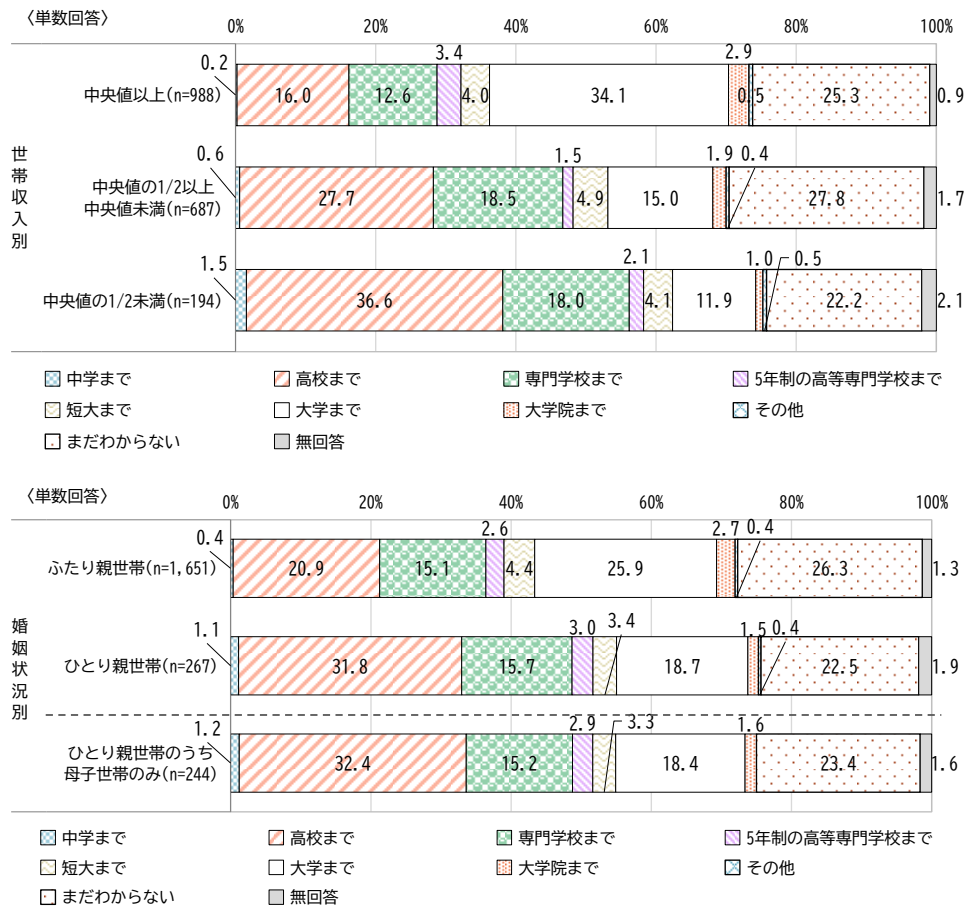 〈単数回答〉
0% 20% 40% 60% 80% 100%
世帯収入別
0.2 3.4 2.9
中央値以上(n=988) 16.0 12.6 4.0 34.1 0.5 25.3 0.9
0.6 1.5 1.9 0.4
中央値の1/2以上
中央値未満(n=687) 27.7 18.5 4.9 15.0 27.8 1.7
1.5 2.1 1.0 0.5
中央値の1/2未満(n=194) 36.6 18.0 4.1 11.9 22.2 2.1
中学まで 高校まで 専門学校まで 5年制の高等専門学校まで
短大まで 大学まで 大学院まで その他
まだわからない 無回答
〈単数回答〉
0% 20% 40% 60% 80% 100%
婚姻状況別
0.4 2.6 2.7 0.4
ふたり親世帯(n=1,651) 20.9 15.1 4.4 25.9 26.3 1.3
1.1 3.0 3.4 1.5 0.4
ひとり親世帯(n=267) 31.8 15.7 18.7 22.5 1.9
1.2 2.9 3.3 1.6
ひとり親世帯のうち
母子世帯のみ(n=244) 32.4 15.2 18.4 23.4 1.6
中学まで 高校まで 専門学校まで 5年制の高等専門学校まで
短大まで 大学まで 大学院まで その他
まだわからない 無回答